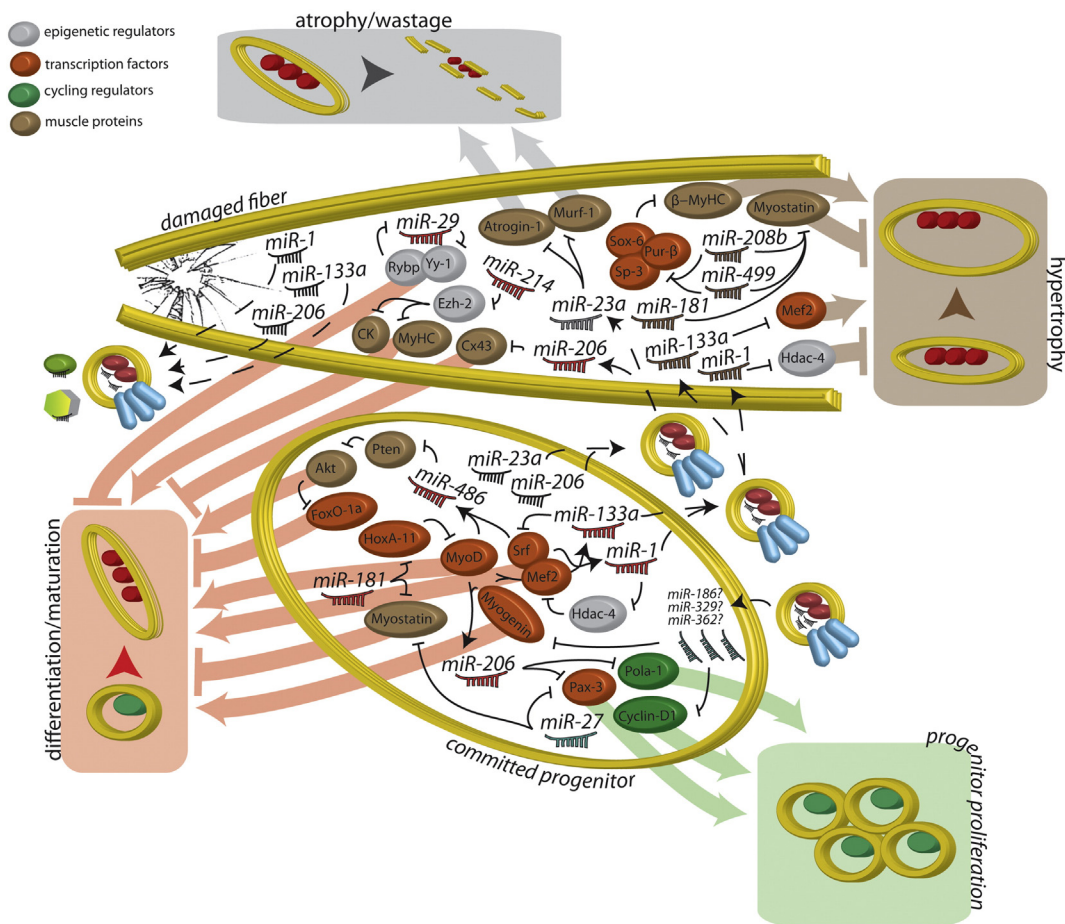 atrophy/wastage
epigenetic regulators
transcription factors
cycling regulators
muscle proteins
damaged fiber
miR-1
miR-133a
miR-206
miR-29
Rybp
Yy-1
miR-214
Ezh-2
CK
MyHC
Cx43
Atrogin-1
Murf-1
miR-23a
miR-206
β–MyHC
Myostatin
Sox-6
Pur-β
Sp-3
miR-208b
miR-499
miR-181
miR-133a
miR-1
Mef2
Hdac-4
hypertrophy
differentiation/maturation
Akt
Pten
miR-486
miR-23a
miR-206
FoxO-1a
HoxA-11
MyoD
miR-133a
Srf
Mef2
miR-1
miR-181
Myostatin
Myogenin
Hdac-4
miR-186?
miR-329?
miR-362?
miR-206
Pola-1
Pax-3
Cyclin-D1
miR-27
committed progenitor
progenitor proliferation